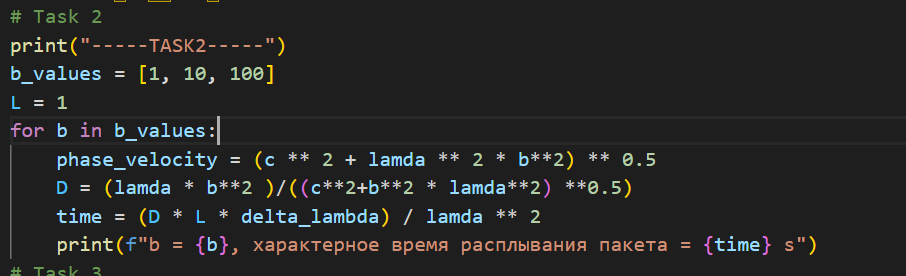 # Task 2
print("-----TASK2-----")
b_values = [1, 10, 100]
L = 1
for b in b_values:
    phase_velocity = (c ** 2 + lamda ** 2 * b**2) ** 0.5
    D = (lamda * b**2 )/((c**2+b**2 * lamda**2) **0.5)
    time = (D * L * delta_lambda) / lamda ** 2
    print(f"b = {b}, характерное время расплывания пакета = {time} s")
# Task 3